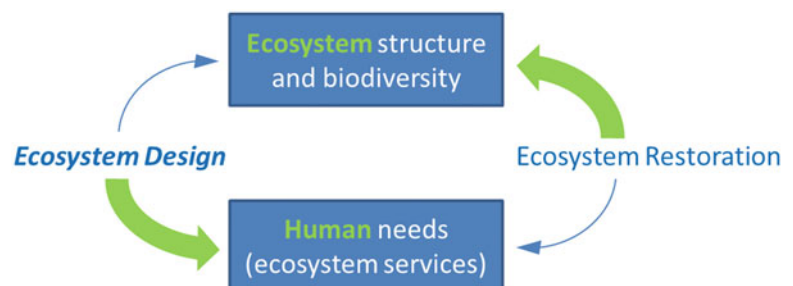 Ecosystem structure
and biodiversity
Ecosystem Design
Ecosystem Restoration
Human needs
(ecosystem services)